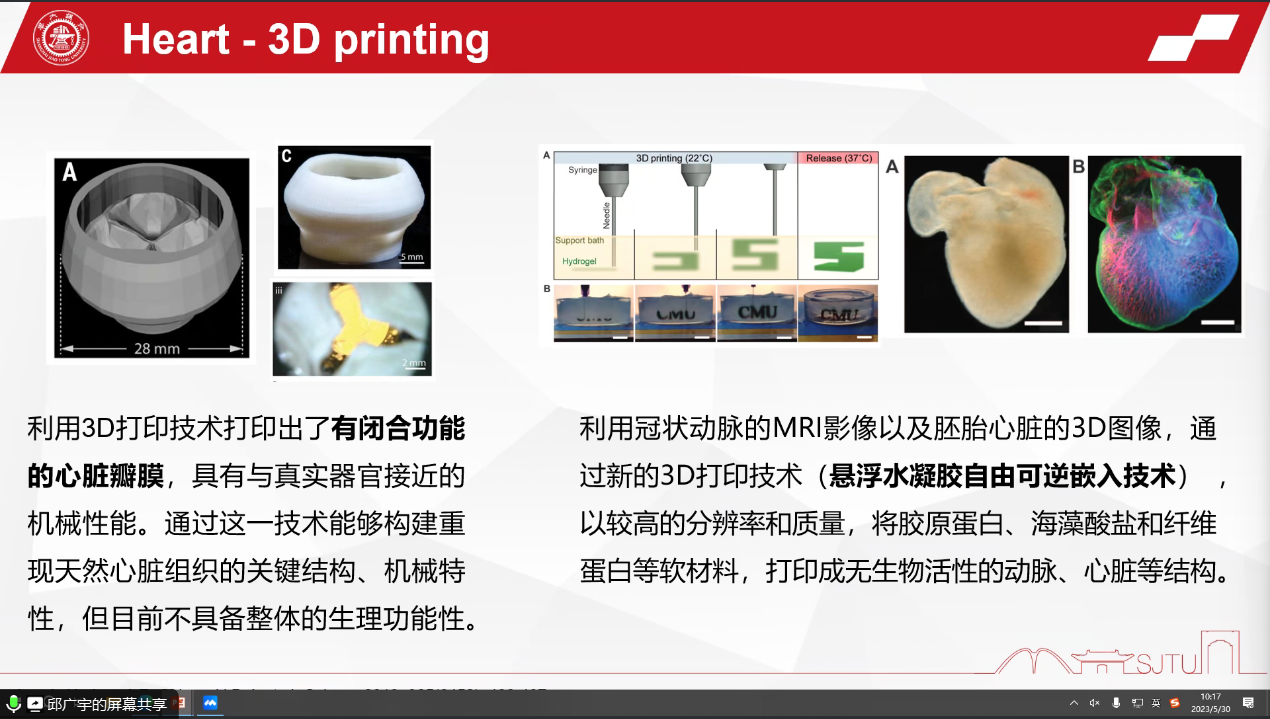 Heart - 3D printing
A
28 mm
C
5 mm
iii
2 mm
A
3D printing (22°C)
Release (37°C)
Syringe
Needle
Support bath
Hydrogel
B
CMU
CMU
CMU
CMU
A
B
利用3D打印技术打印出了有闭合功能
的心脏瓣膜，具有与真实器官接近的
机械性能。通过这一技术能够构建重
现天然心脏组织的关键结构、机械特
性，但目前不具备整体的生理功能性。
利用冠状动脉的MRI影像以及胚胎心脏的3D图像，通
过新的3D打印技术（悬浮水凝胶自由可逆嵌入技术），
以较高的分辨率和质量，将胶原蛋白、海藻酸盐和纤维
蛋白等软材料，打印成无生物活性的动脉、心脏等结构。
SJTU
邱广宇的屏幕共享
英
10:17
2023/5/30